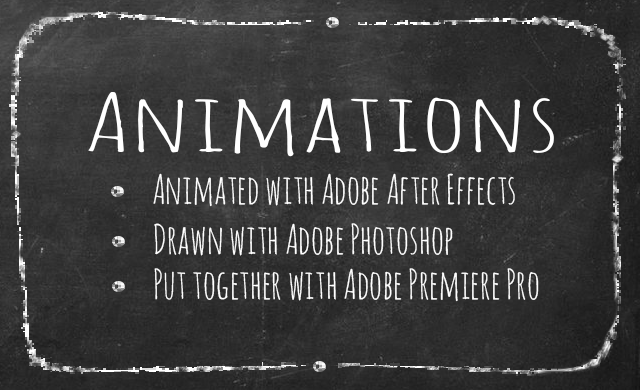 Animations
Animated with Adobe After Effects
Drawn with Adobe Photoshop
Put together with Adobe Premiere Pro